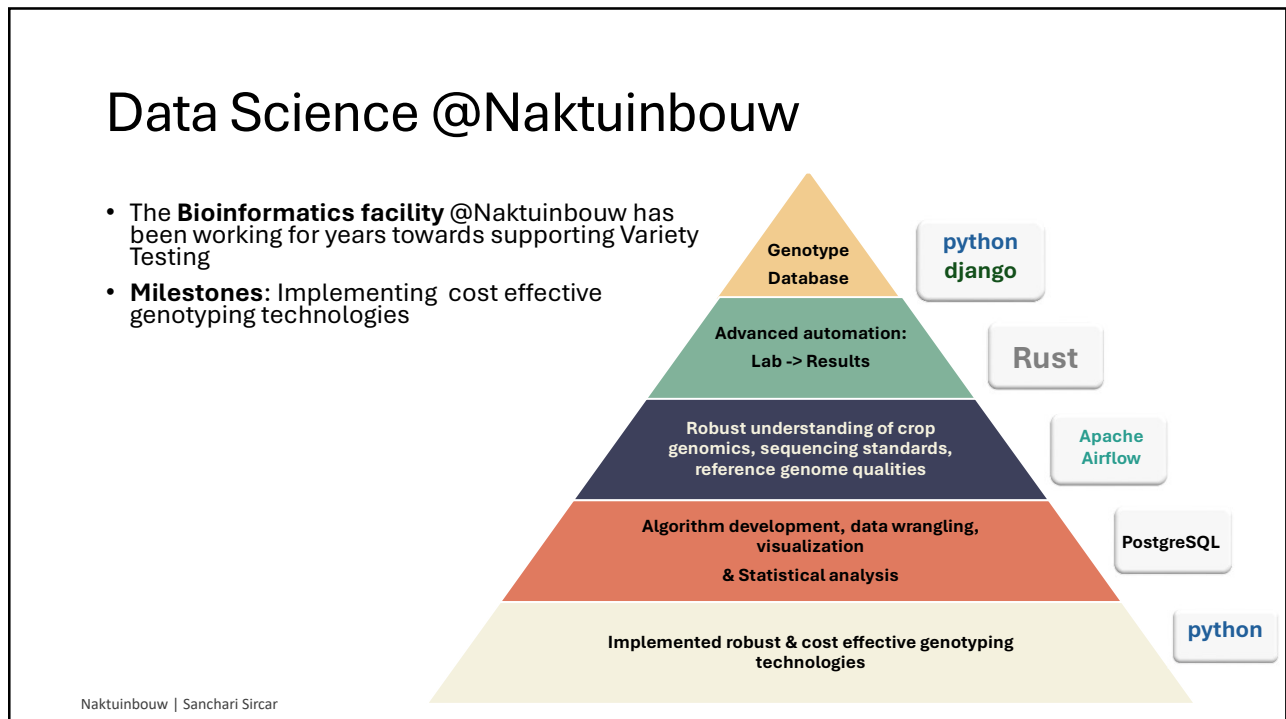 Data Science @Naktuinbouw
• The Bioinformatics facility @Naktuinbouw has
been working for years towards supporting Variety
Testing
• Milestones: Implementing  cost effective
genotyping technologies
Genotype
Database
python
django
Advanced automation:
Lab -> Results
Rust
Robust understanding of crop
genomics, sequencing standards,
reference genome qualities
Apache
Airflow
Algorithm development, data wrangling,
visualization
& Statistical analysis
PostgreSQL
Implemented robust & cost effective genotyping
technologies
python
Naktuinbouw | Sanchari Sircar